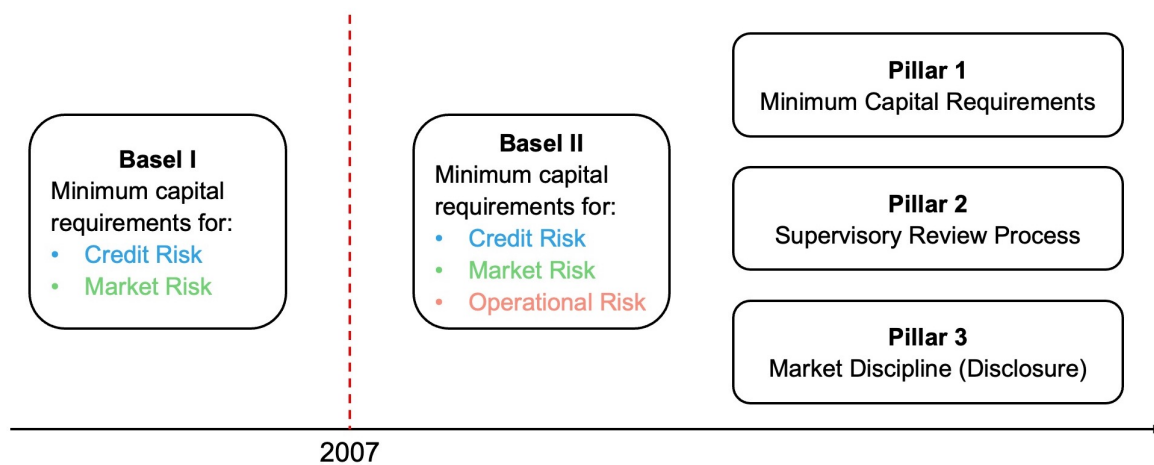 Basel I
Minimum capital
requirements for:
• Credit Risk
• Market Risk
Basel II
Minimum capital
requirements for:
• Credit Risk
• Market Risk
• Operational Risk
Pillar 1
Minimum Capital Requirements
Pillar 2
Supervisory Review Process
Pillar 3
Market Discipline (Disclosure)
2007